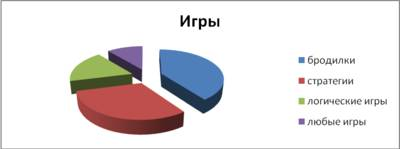 Игры
бродилки
стратегии
логические игры
любые игры